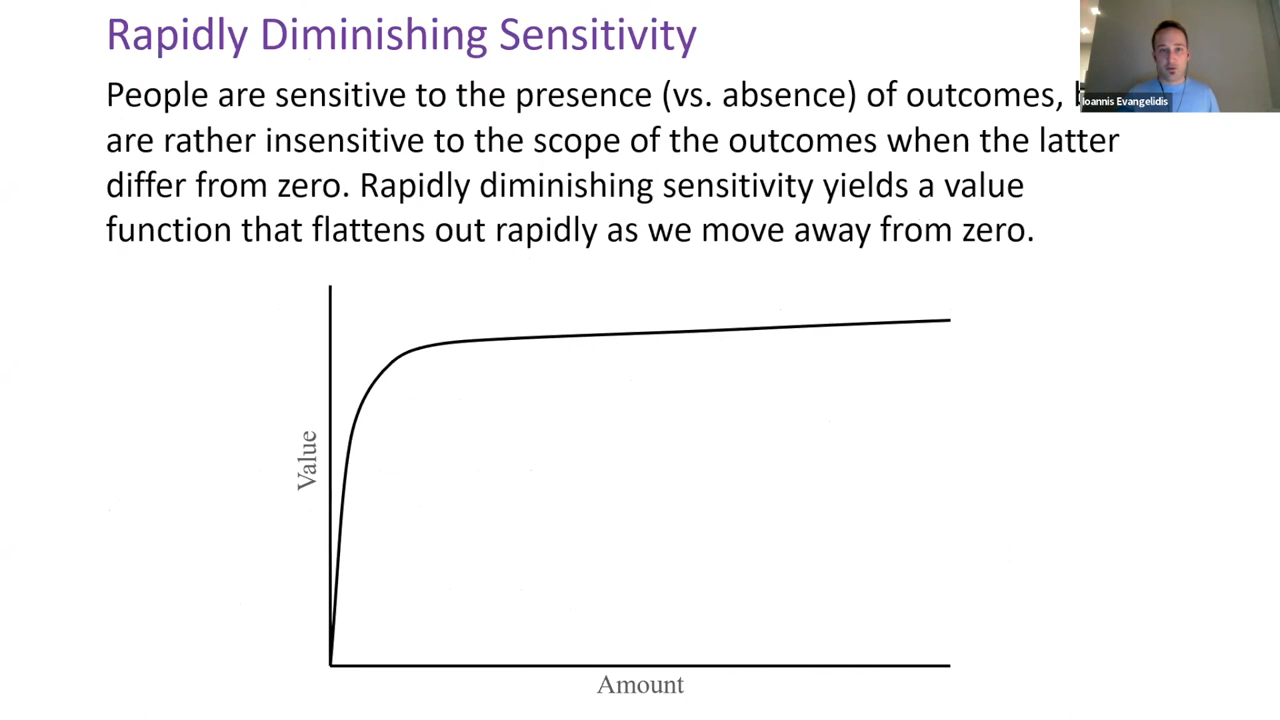 Rapidly Diminishing Sensitivity
People are sensitive to the presence (vs. absence) of outcomes,
Ioannis Evangelidis
are rather insensitive to the scope of the outcomes when the latter
differ from zero. Rapidly diminishing sensitivity yields a value
function that flattens out rapidly as we move away from zero.
Value
Amount